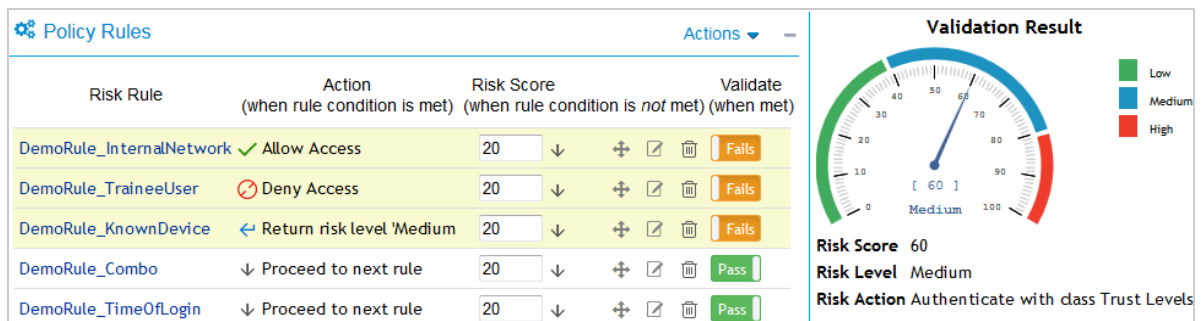 Policy Rules
Actions
Risk Rule
Action
(when rule condition is met)
Risk Score
(when rule condition is not met)
Validate
(when met)
DemoRule_InternalNetwork Allow Access 20 Fails
DemoRule_TraineeUser Deny Access 20 Fails
DemoRule_KnownDevice Return risk level 'Medium 20 Fails
DemoRule_Combo Proceed to next rule 20 Pass
DemoRule_TimeOfLogin Proceed to next rule 20 Pass
Validation Result
0
10
20
30
40
50
60
70
80
90
100
[ 60 ]
Medium
Low
Medium
High
Risk Score 60
Risk Level Medium
Risk Action Authenticate with class Trust Levels